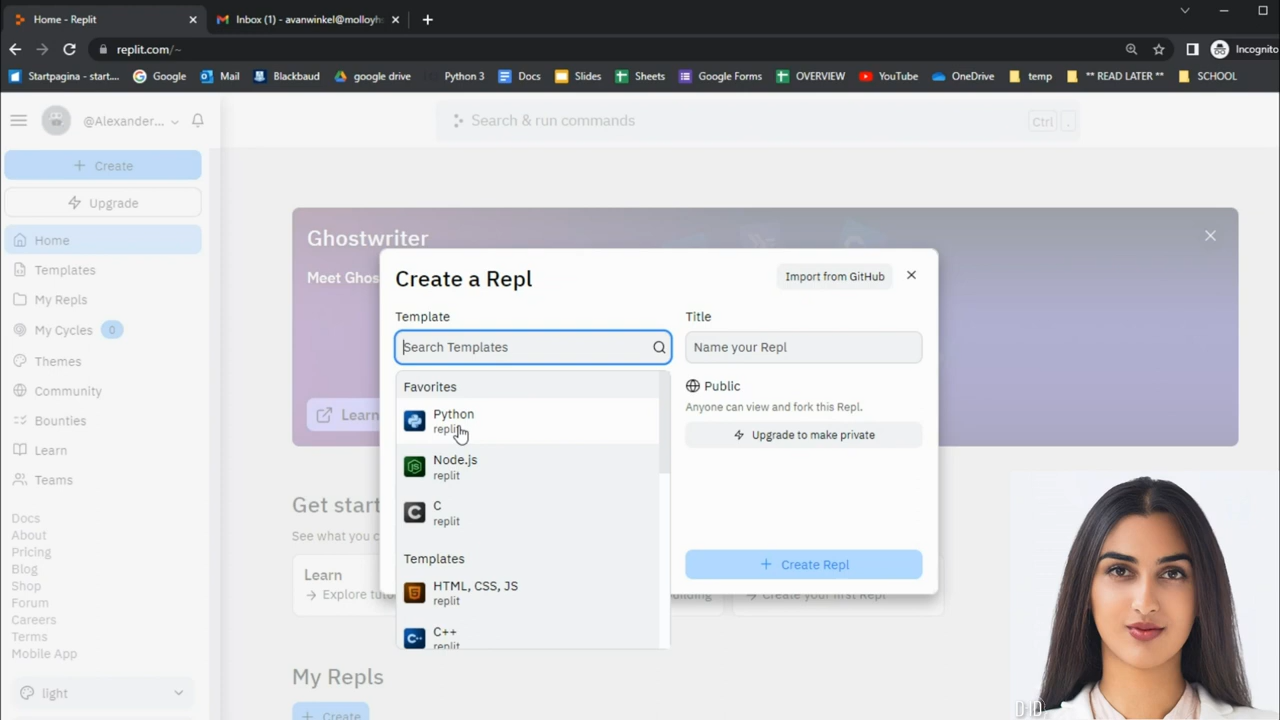 Home - Replit
Inbox (1) - avanwinkel@molloyh
replit.com/~
Incognito
Startpagina - start....
Google
Mail
Blackbaud
google drive
Python 3
Docs
Slides
Sheets
Google Forms
OVERVIEW
YouTube
OneDrive
temp
** READ LATER **
SCHOOL
@Alexander...
Search & run commands
Ctrl
.
Create
Upgrade
Home
Templates
My Repls
My Cycles
0
Themes
Community
Bounties
Learn
Teams
Docs
About
Pricing
Blog
Shop
Forum
Careers
Terms
Mobile App
light
Ghostwriter
Meet Ghos
Learn
Create a Repl
Import from GitHub
Template
Search Templates
Favorites
Python
replit
Node.js
replit
C
replit
Templates
HTML, CSS, JS
replit
C++
replit
Title
Name your Repl
Public
Anyone can view and fork this Repl.
Upgrade to make private
Create Repl
Get start
See what you c
Learn
Explore tuto
uilding
Create your first Repl
My Repls
Create
D-ID